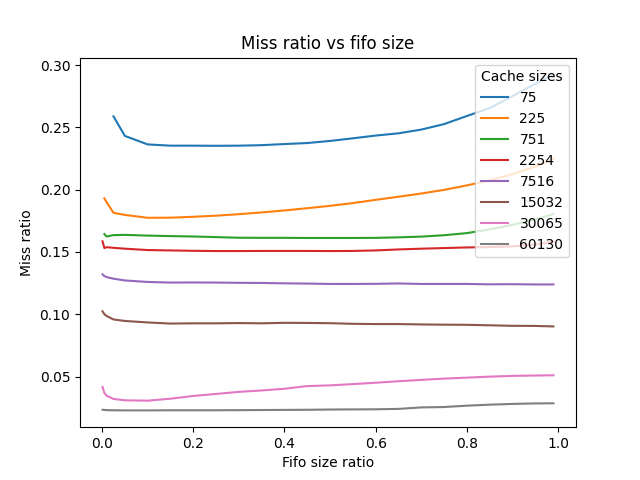 Miss ratio vs fifo size
Cache sizes
75
225
751
2254
7516
15032
30065
60130
0.30
0.25
0.20
0.15
0.10
0.05
Miss ratio
0.0 0.2 0.4 0.6 0.8 1.0
Fifo size ratio